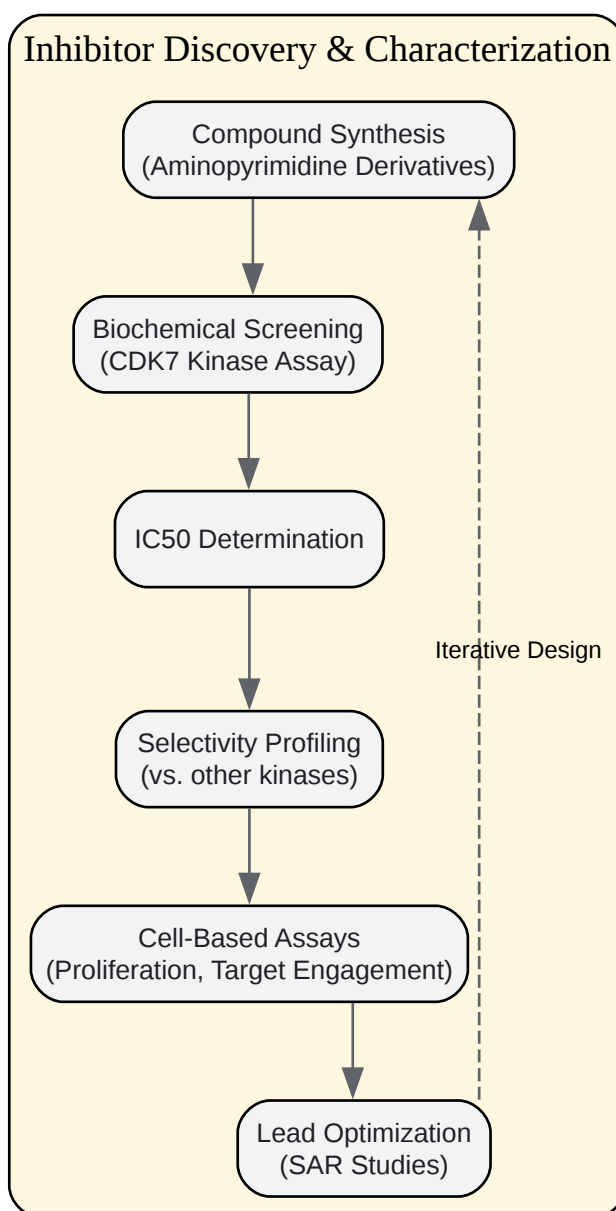 Inhibitor Discovery & Characterization
Compound Synthesis
(Aminopyrimidine Derivatives)
Biochemical Screening
(CDK7 Kinase Assay)
IC50 Determination
Iterative Design
Selectivity Profiling
(vs. other kinases)
Cell-Based Assays
(Proliferation, Target Engagement)
Lead Optimization
(SAR Studies)